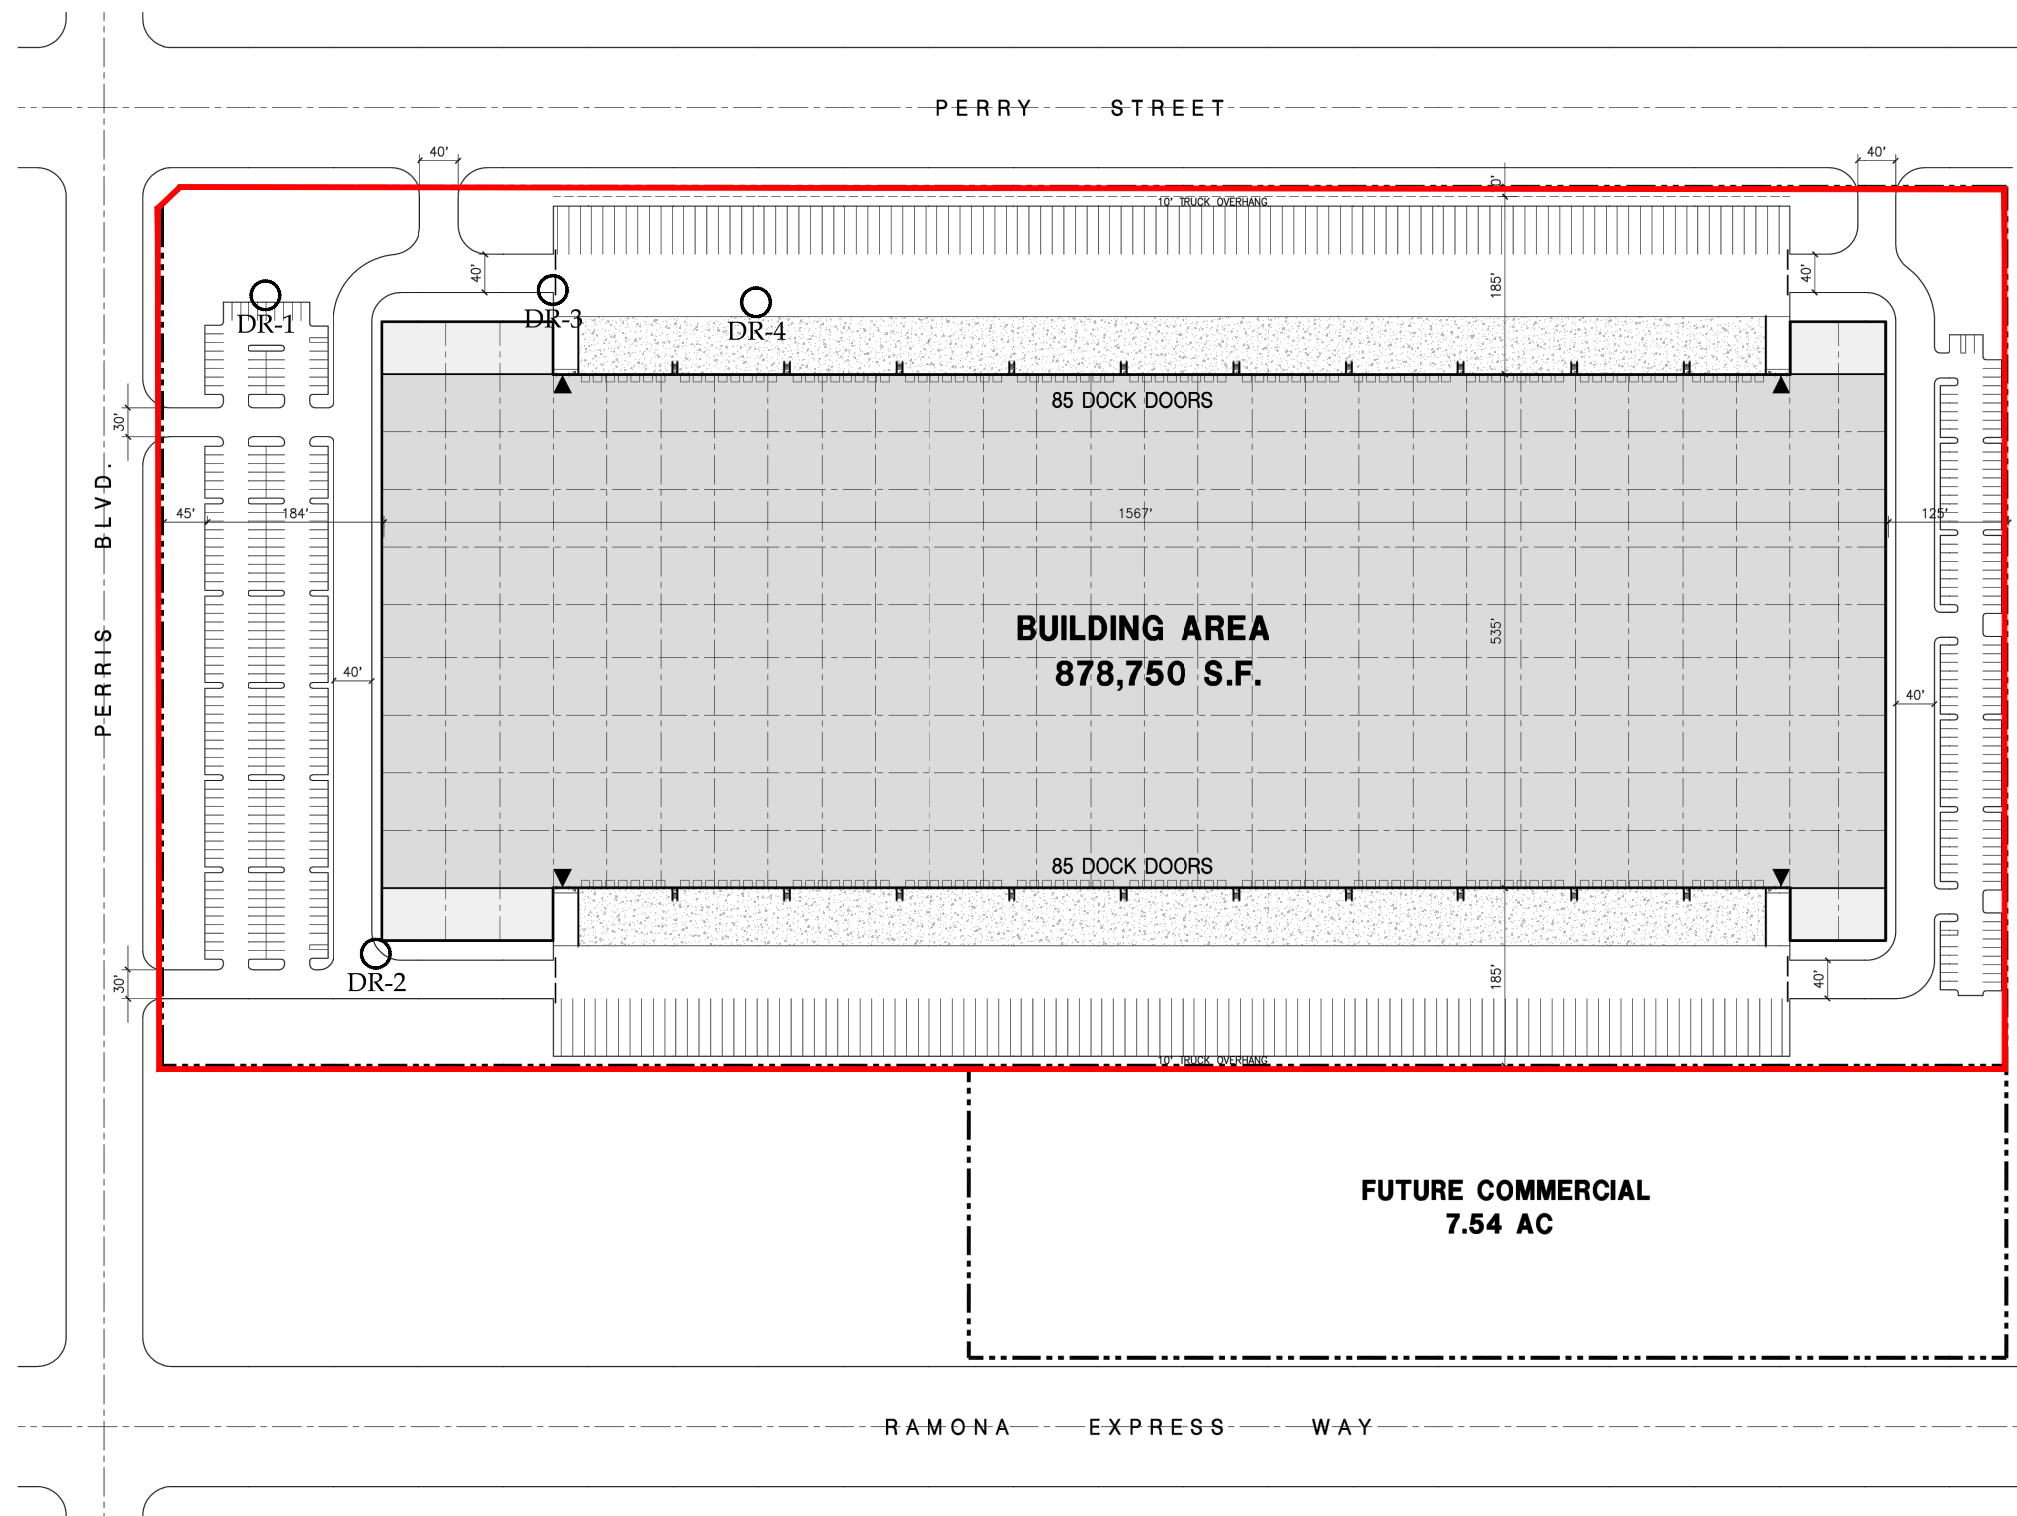 PERRY STREET
40'
40'
10' TRUCK OVERHANG
40'
185'
40'
DR-1
DR-3
DR-4
85 DOCK DOORS
30'
45'
184'
1567'
125'
PERRIS BLVD.
BUILDING AREA
878,750 S.F.
535'
40'
40'
85 DOCK DOORS
DR-2
30'
185'
40'
10' TRUCK OVERHANG
FUTURE COMMERCIAL
7.54 AC
RAMONA EXPRESS WAY